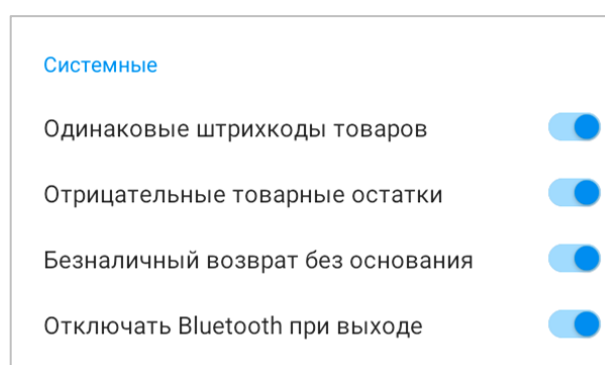 Системные
Одинаковые штрихкоды товаров
Отрицательные товарные остатки
Безналичный возврат без основания
Отключать Bluetooth при выходе